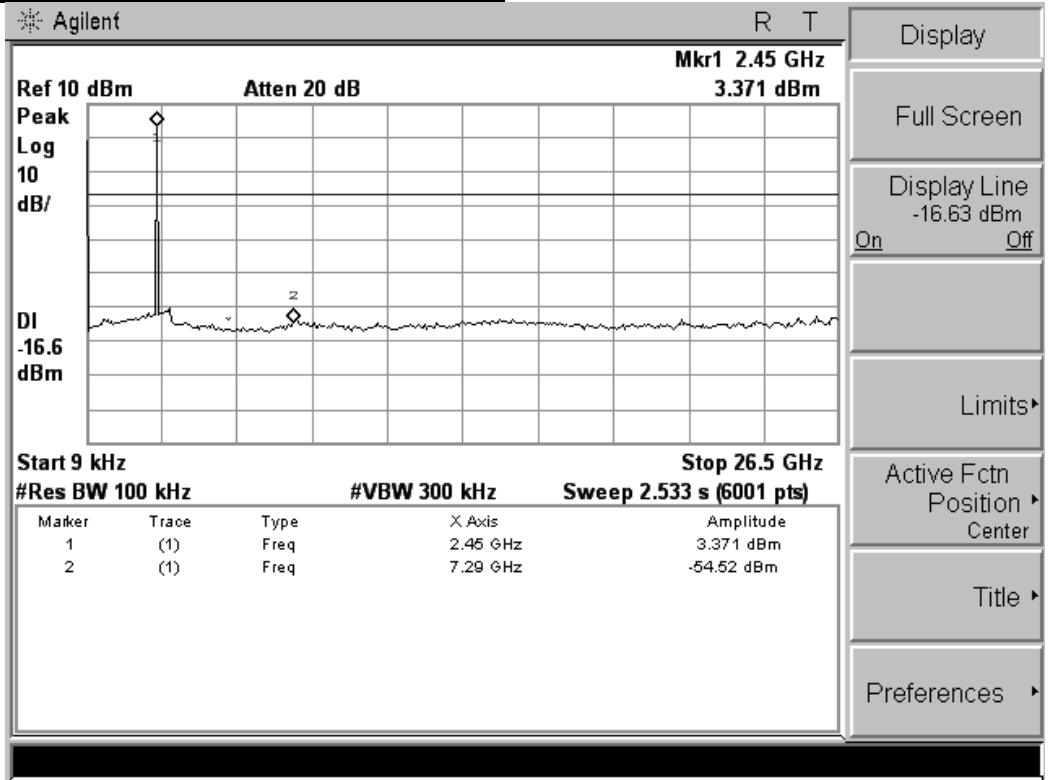 Agilent R T
Mkr1 2.45 GHz
Ref 10 dBm Atten 20 dB 3.371 dBm
Peak
Log
10
dB/
1
2
DI
-16.6
dBm
Start 9 kHz Stop 26.5 GHz
#Res BW 100 kHz #VBW 300 kHz Sweep 2.533 s (6001 pts)
Marker Trace Type X Axis Amplitude
1 (1) Freq 2.45 GHz 3.371 dBm
2 (1) Freq 7.29 GHz -54.52 dBm
Display
Full Screen
Display Line
-16.63 dBm
On Off
Limits
Active Fctn
Position
Center
Title
Preferences